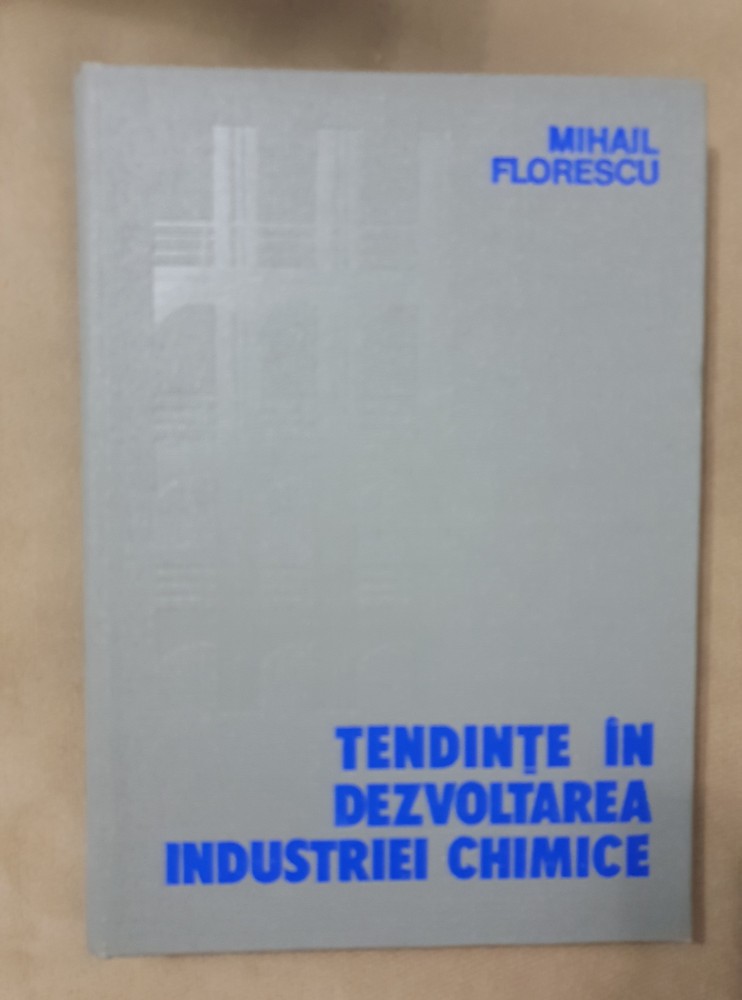 MIHAIL
FLORESCU
TENDINȚE ÎN
DEZVOLTAREA
INDUSTRIEI CHIMICE